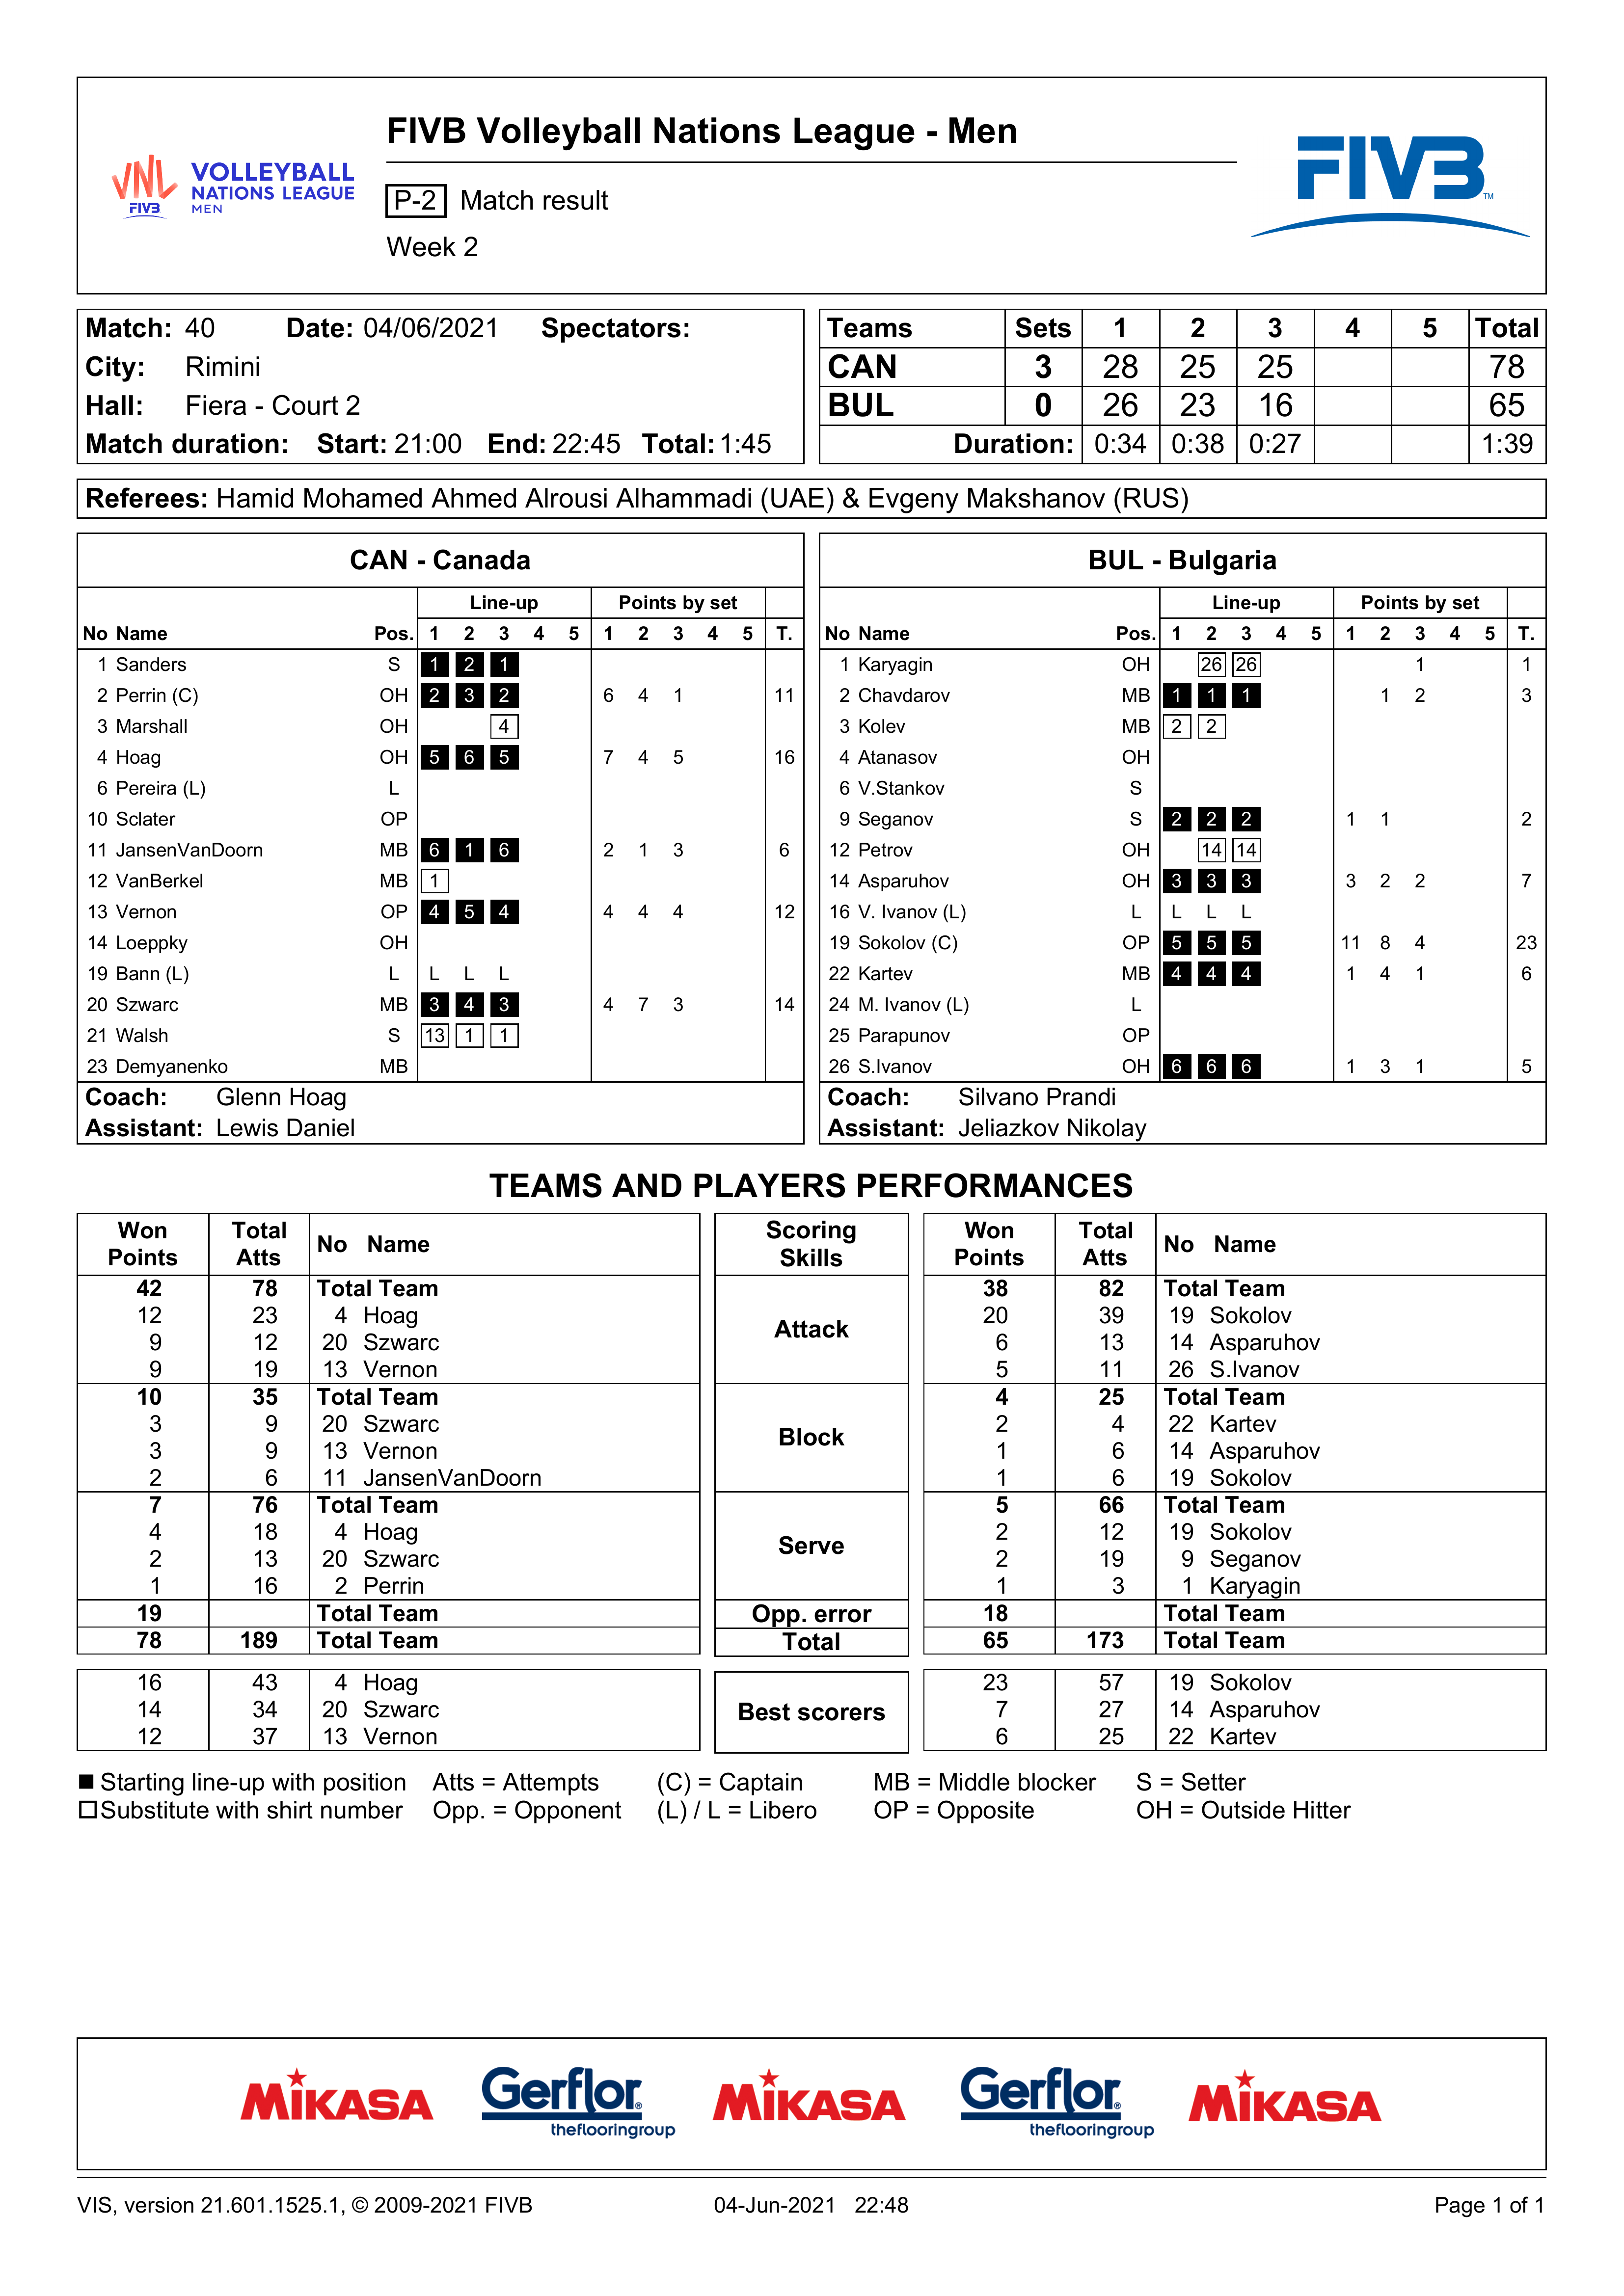 FIVB Volleyball Nations League - Men
VNL FIVB VOLLEYBALL NATIONS LEAGUE MEN
P-2 Match result
Week 2
FIVB TM
Match: 40 Date: 04/06/2021 Spectators:
City: Rimini
Hall: Fiera - Court 2
Match duration: Start: 21:00 End: 22:45 Total: 1:45
Teams Sets 1 2 3 4 5 Total
CAN 3 28 25 25 78
BUL 0 26 23 16 65
Duration: 0:34 0:38 0:27 1:39
Referees: Hamid Mohamed Ahmed Alrousi Alhammadi (UAE) & Evgeny Makshanov (RUS)
CAN - Canada
Line-up Points by set
No Name Pos. 1 2 3 4 5 1 2 3 4 5 T.
1 Sanders S 1 2 1
2 Perrin (C) OH 2 3 2 6 4 1 11
3 Marshall OH 4
4 Hoag OH 5 6 5 7 4 5 16
6 Pereira (L) L
10 Sclater OP
11 JansenVanDoorn MB 6 1 6 2 1 3 6
12 VanBerkel MB 1
13 Vernon OP 4 5 4 4 4 4 12
14 Loeppky OH
19 Bann (L) L L L L
20 Szwarc MB 3 4 3 4 7 3 14
21 Walsh S 13 1 1
23 Demyanenko MB
Coach: Glenn Hoag
Assistant: Lewis Daniel
BUL - Bulgaria
Line-up Points by set
No Name Pos. 1 2 3 4 5 1 2 3 4 5 T.
1 Karyagin OH 26 26 1 1
2 Chavdarov MB 1 1 1 1 2 3
3 Kolev MB 2 2
4 Atanasov OH
6 V.Stankov S
9 Seganov S 2 2 2 1 1 2
12 Petrov OH 14 14
14 Asparuhov OH 3 3 3 3 2 2 7
16 V. Ivanov (L) L L L L
19 Sokolov (C) OP 5 5 5 11 8 4 23
22 Kartev MB 4 4 4 1 4 1 6
24 M. Ivanov (L) L
25 Parapunov OP
26 S.Ivanov OH 6 6 6 1 3 1 5
Coach: Silvano Prandi
Assistant: Jeliazkov Nikolay
TEAMS AND PLAYERS PERFORMANCES
Won Points Total Atts No Name Scoring Skills Won Points Total Atts No Name
42 78 Total Team Attack 38 82 Total Team
12 23 4 Hoag 20 39 19 Sokolov
9 12 20 Szwarc 6 13 14 Asparuhov
9 19 13 Vernon 5 11 26 S.Ivanov
10 35 Total Team Block 4 25 Total Team
3 9 20 Szwarc 2 4 22 Kartev
3 9 13 Vernon 1 6 14 Asparuhov
2 6 11 JansenVanDoorn 1 6 19 Sokolov
7 76 Total Team Serve 5 66 Total Team
4 18 4 Hoag 2 12 19 Sokolov
2 13 20 Szwarc 2 19 9 Seganov
1 16 2 Perrin 1 3 1 Karyagin
19 Total Team Opp. error 18 Total Team
78 189 Total Team Total 65 173 Total Team
16 43 4 Hoag Best scorers 23 57 19 Sokolov
14 34 20 Szwarc 7 27 14 Asparuhov
12 37 13 Vernon 6 25 22 Kartev
Starting line-up with position Atts = Attempts (C) = Captain MB = Middle blocker S = Setter
Substitute with shirt number Opp. = Opponent (L) / L = Libero OP = Opposite OH = Outside Hitter
MIKASA Gerflor® theflooringgroup MIKASA Gerflor® theflooringgroup MIKASA
VIS, version 21.601.1525.1, © 2009-2021 FIVB 04-Jun-2021 22:48 Page 1 of 1